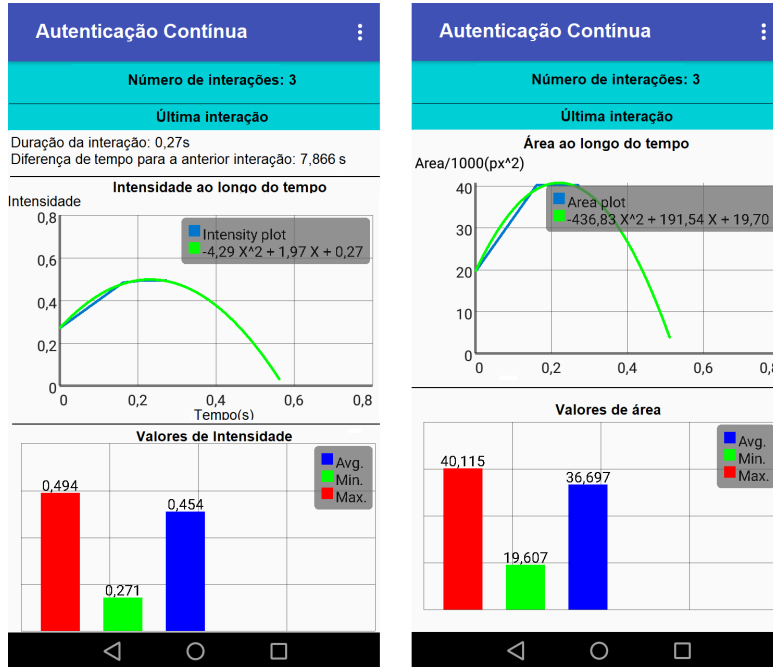 Autenticação Contínua
Número de interações: 3
Última interação
Duração da interação: 0,27s
Diferença de tempo para a anterior interação: 7,866 s
Intensidade ao longo do tempo
Intensidade
0,8
0,6
0,4
0,2
0
0 0,2 0,4 0,6 0,8
Tempo(s)
Intensity plot
-4,29 X^2 + 1,97 X + 0,27
Valores de Intensidade
0,494
0,271
0,454
Avg.
Min.
Max.
Autenticação Contínua
Número de interações: 3
Última interação
Área ao longo do tempo
Area/1000(px^2)
40
30
20
10
0
0 0,2 0,4 0,6
Area plot
-436,83 X^2 + 191,54 X + 19,70
Valores de área
40,115
19,607
36,697
Avg.
Min.
Max.